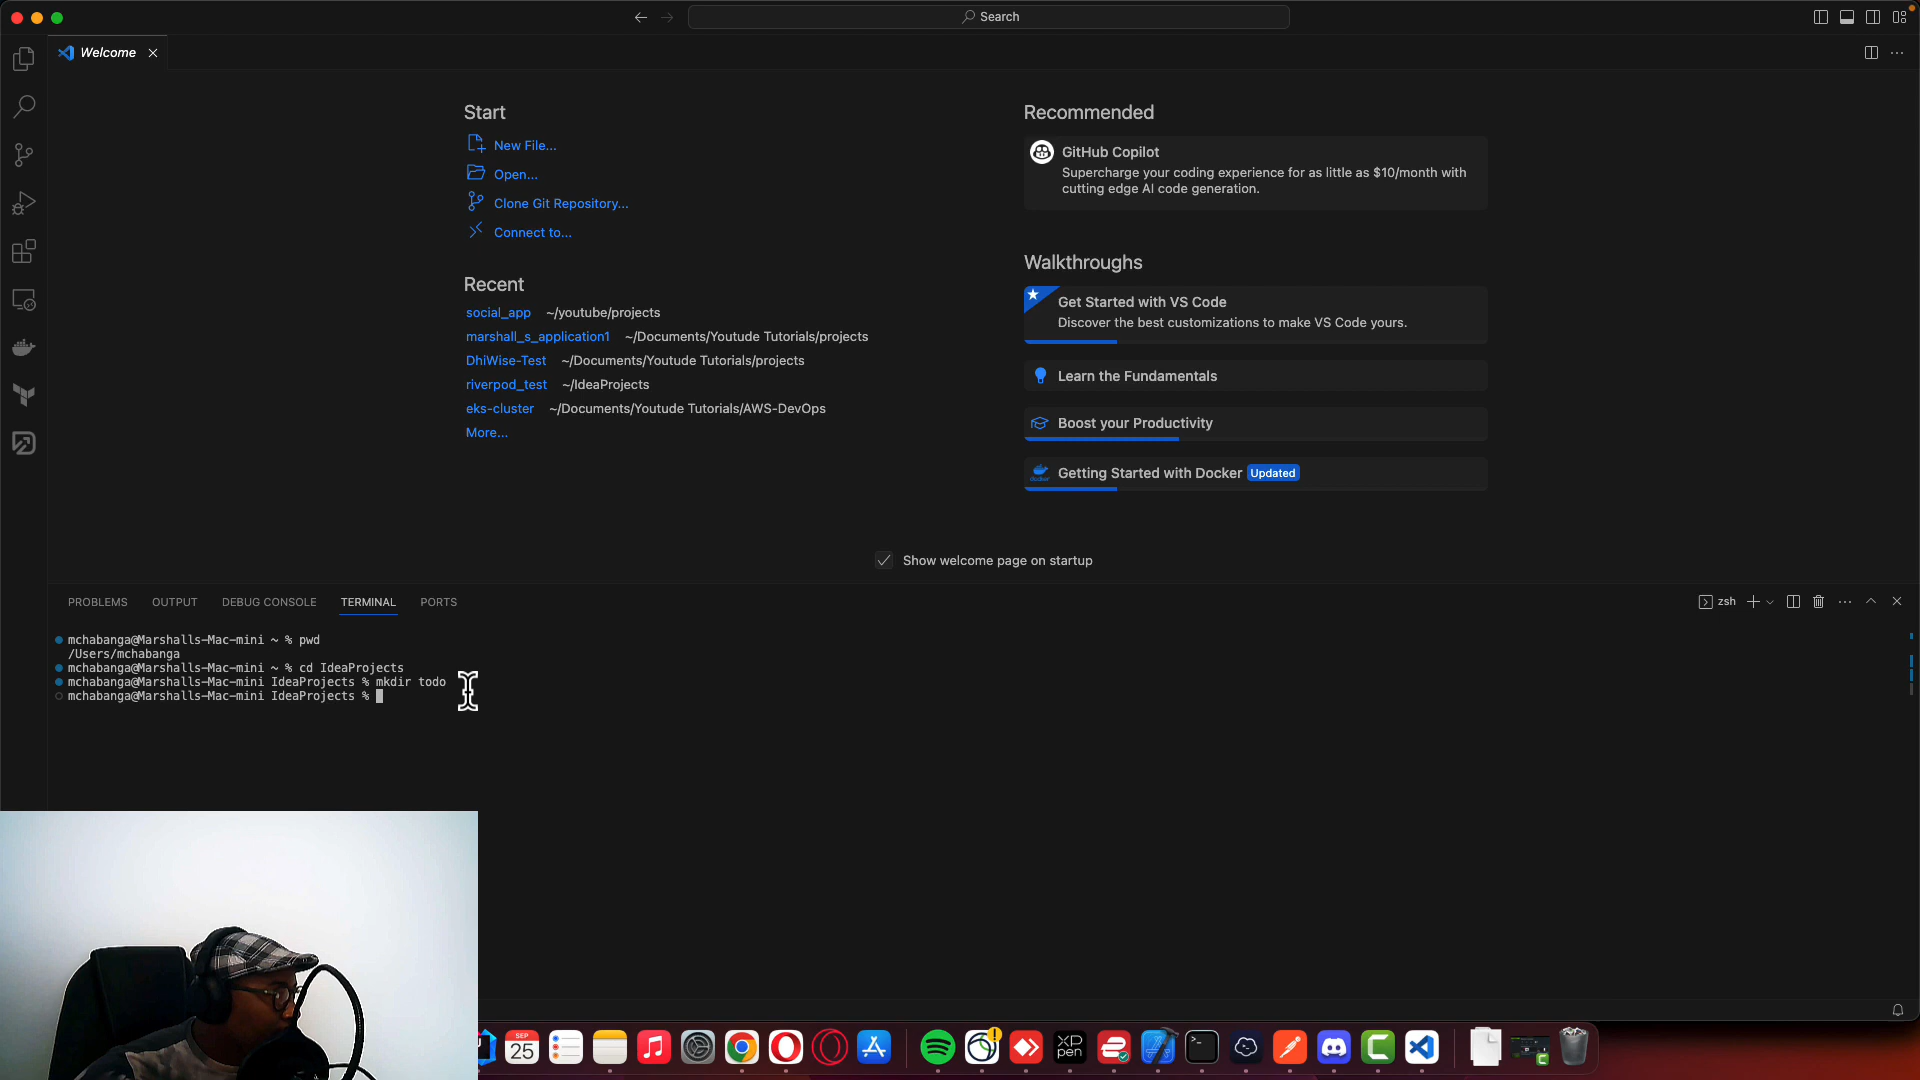 Search
Welcome
Start
New File...
Open...
Clone Git Repository...
Connect to...
Recent
social_app ~/youtube/projects
marshall_s_application1 ~/Documents/Youtude Tutorials/projects
DhiWise-Test ~/Documents/Youtude Tutorials/projects
riverpod_test ~/IdeaProjects
eks-cluster ~/Documents/Youtude Tutorials/AWS-DevOps
More...
Recommended
GitHub Copilot
Supercharge your coding experience for as little as $10/month with
cutting edge AI code generation.
Walkthroughs
Get Started with VS Code
Discover the best customizations to make VS Code yours.
Learn the Fundamentals
Boost your Productivity
Getting Started with Docker Updated
Show welcome page on startup
PROBLEMS OUTPUT DEBUG CONSOLE TERMINAL PORTS
zsh
mchabanga@Marshalls-Mac-mini ~ % pwd
/Users/mchabanga
mchabanga@Marshalls-Mac-mini ~ % cd IdeaProjects
mchabanga@Marshalls-Mac-mini IdeaProjects % mkdir todo
mchabanga@Marshalls-Mac-mini IdeaProjects %
SEP
25
XP
pen